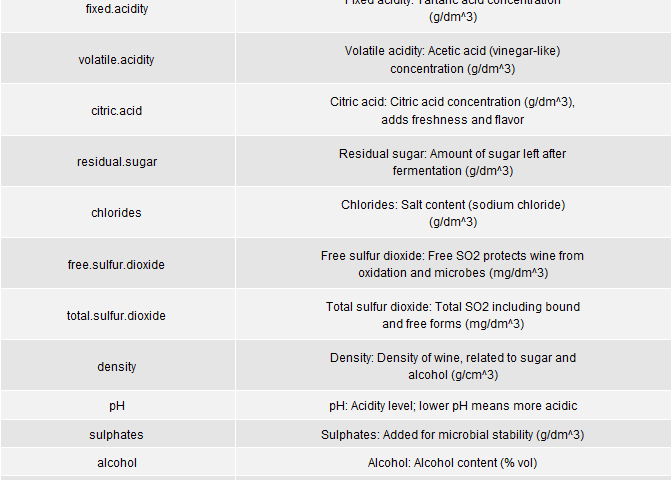 fixed.acidity
Fixed acidity: Tartaric acid concentration
(g/dm^3)
volatile.acidity
Volatile acidity: Acetic acid (vinegar-like)
concentration (g/dm^3)
citric.acid
Citric acid: Citric acid concentration (g/dm^3),
adds freshness and flavor
residual.sugar
Residual sugar: Amount of sugar left after
fermentation (g/dm^3)
chlorides
Chlorides: Salt content (sodium chloride)
(g/dm^3)
free.sulfur.dioxide
Free sulfur dioxide: Free SO2 protects wine from
oxidation and microbes (mg/dm^3)
total.sulfur.dioxide
Total sulfur dioxide: Total SO2 including bound
and free forms (mg/dm^3)
density
Density: Density of wine, related to sugar and
alcohol (g/cm^3)
pH
pH: Acidity level; lower pH means more acidic
sulphates
Sulphates: Added for microbial stability (g/dm^3)
alcohol
Alcohol: Alcohol content (% vol)